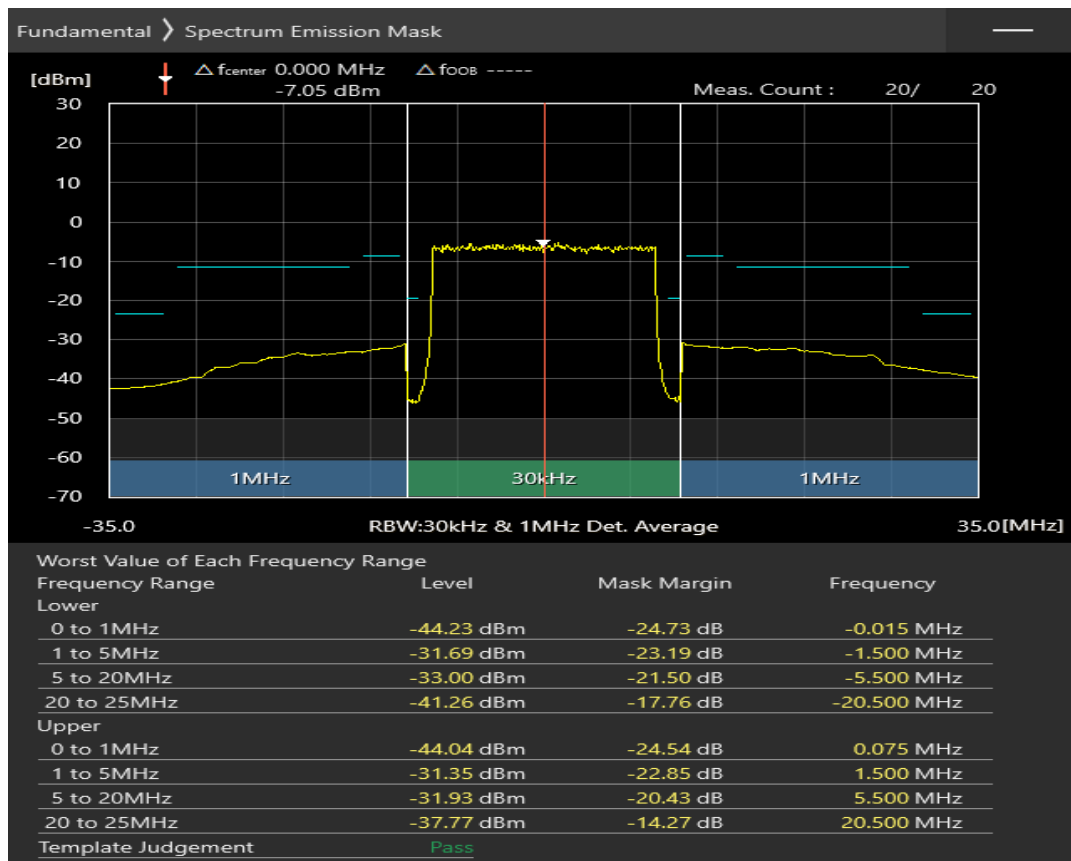 Fundamental ❯ Spectrum Emission Mask
[dBm] △ fcenter 0.000 MHz △ fOOB -----
-7.05 dBm Meas. Count : 20/ 20
30
20
10
0
-10
-20
-30
-40
-50
-60
1MHz 30kHz 1MHz
-70
-35.0 RBW:30kHz & 1MHz Det. Average 35.0[MHz]
Worst Value of Each Frequency Range
Frequency Range Level Mask Margin Frequency
Lower
0 to 1MHz -44.23 dBm -24.73 dB -0.015 MHz
1 to 5MHz -31.69 dBm -23.19 dB -1.500 MHz
5 to 20MHz -33.00 dBm -21.50 dB -5.500 MHz
20 to 25MHz -41.26 dBm -17.76 dB -20.500 MHz
Upper
0 to 1MHz -44.04 dBm -24.54 dB 0.075 MHz
1 to 5MHz -31.35 dBm -22.85 dB 1.500 MHz
5 to 20MHz -31.93 dBm -20.43 dB 5.500 MHz
20 to 25MHz -37.77 dBm -14.27 dB 20.500 MHz
Template Judgement Pass